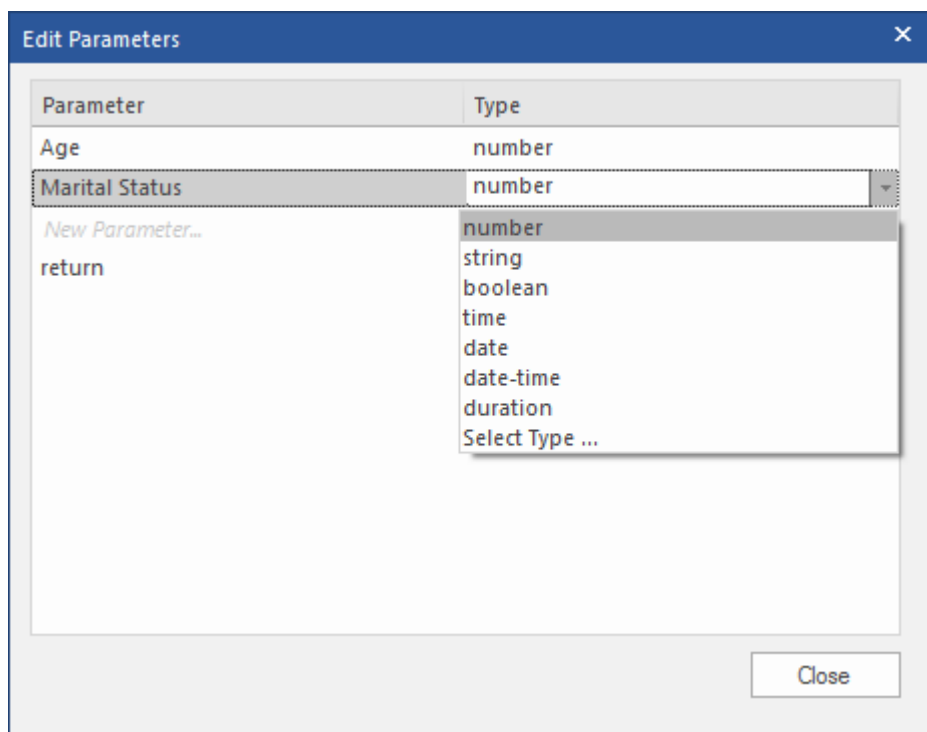 Edit Parameters
Parameter Type
Age number
Marital Status number
New Parameter... number
return string
boolean
time
date
date-time
duration
Select Type ...
Close